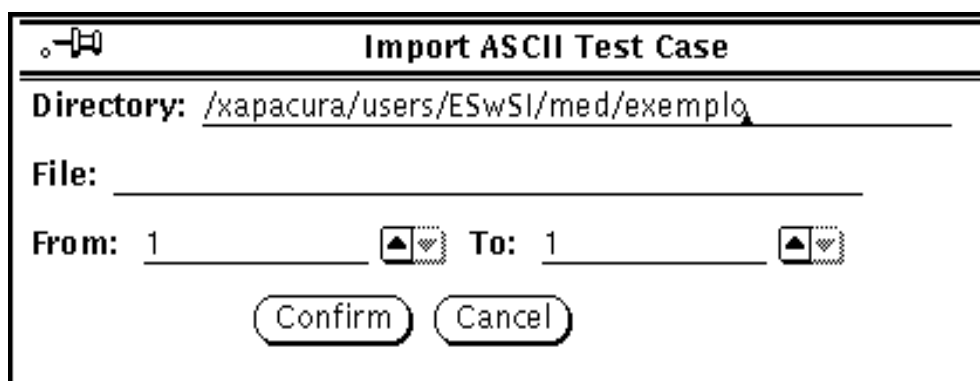 Import ASCII Test Case
Directory: /xapacura/users/ESwSI/med/exemplo
File:
From: 1 To: 1
Confirm Cancel